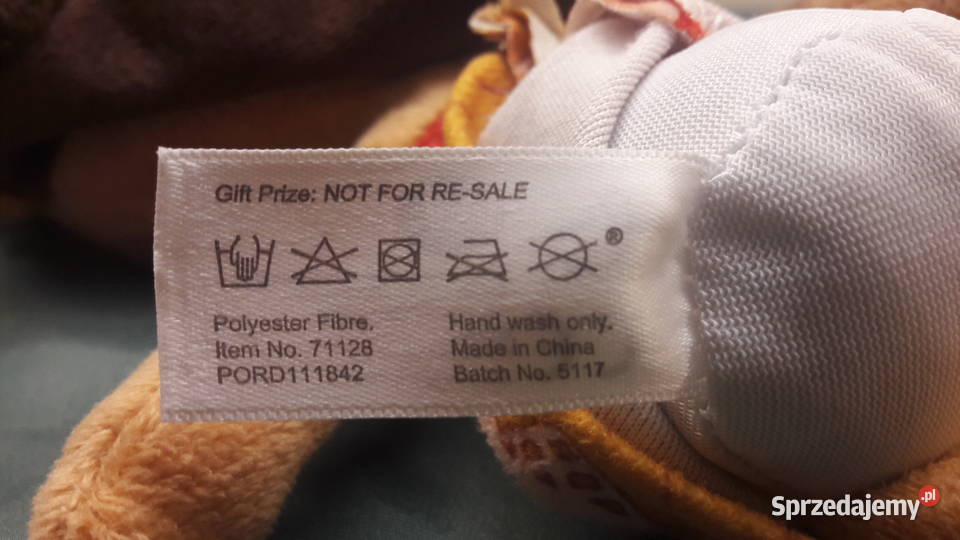 Gift Prize: NOT FOR RE-SALE
®
Polyester Fibre.
Item No. 71128
PORD111842
Hand wash only.
Made in China
Batch No. 5117
Sprzedajemy.pl